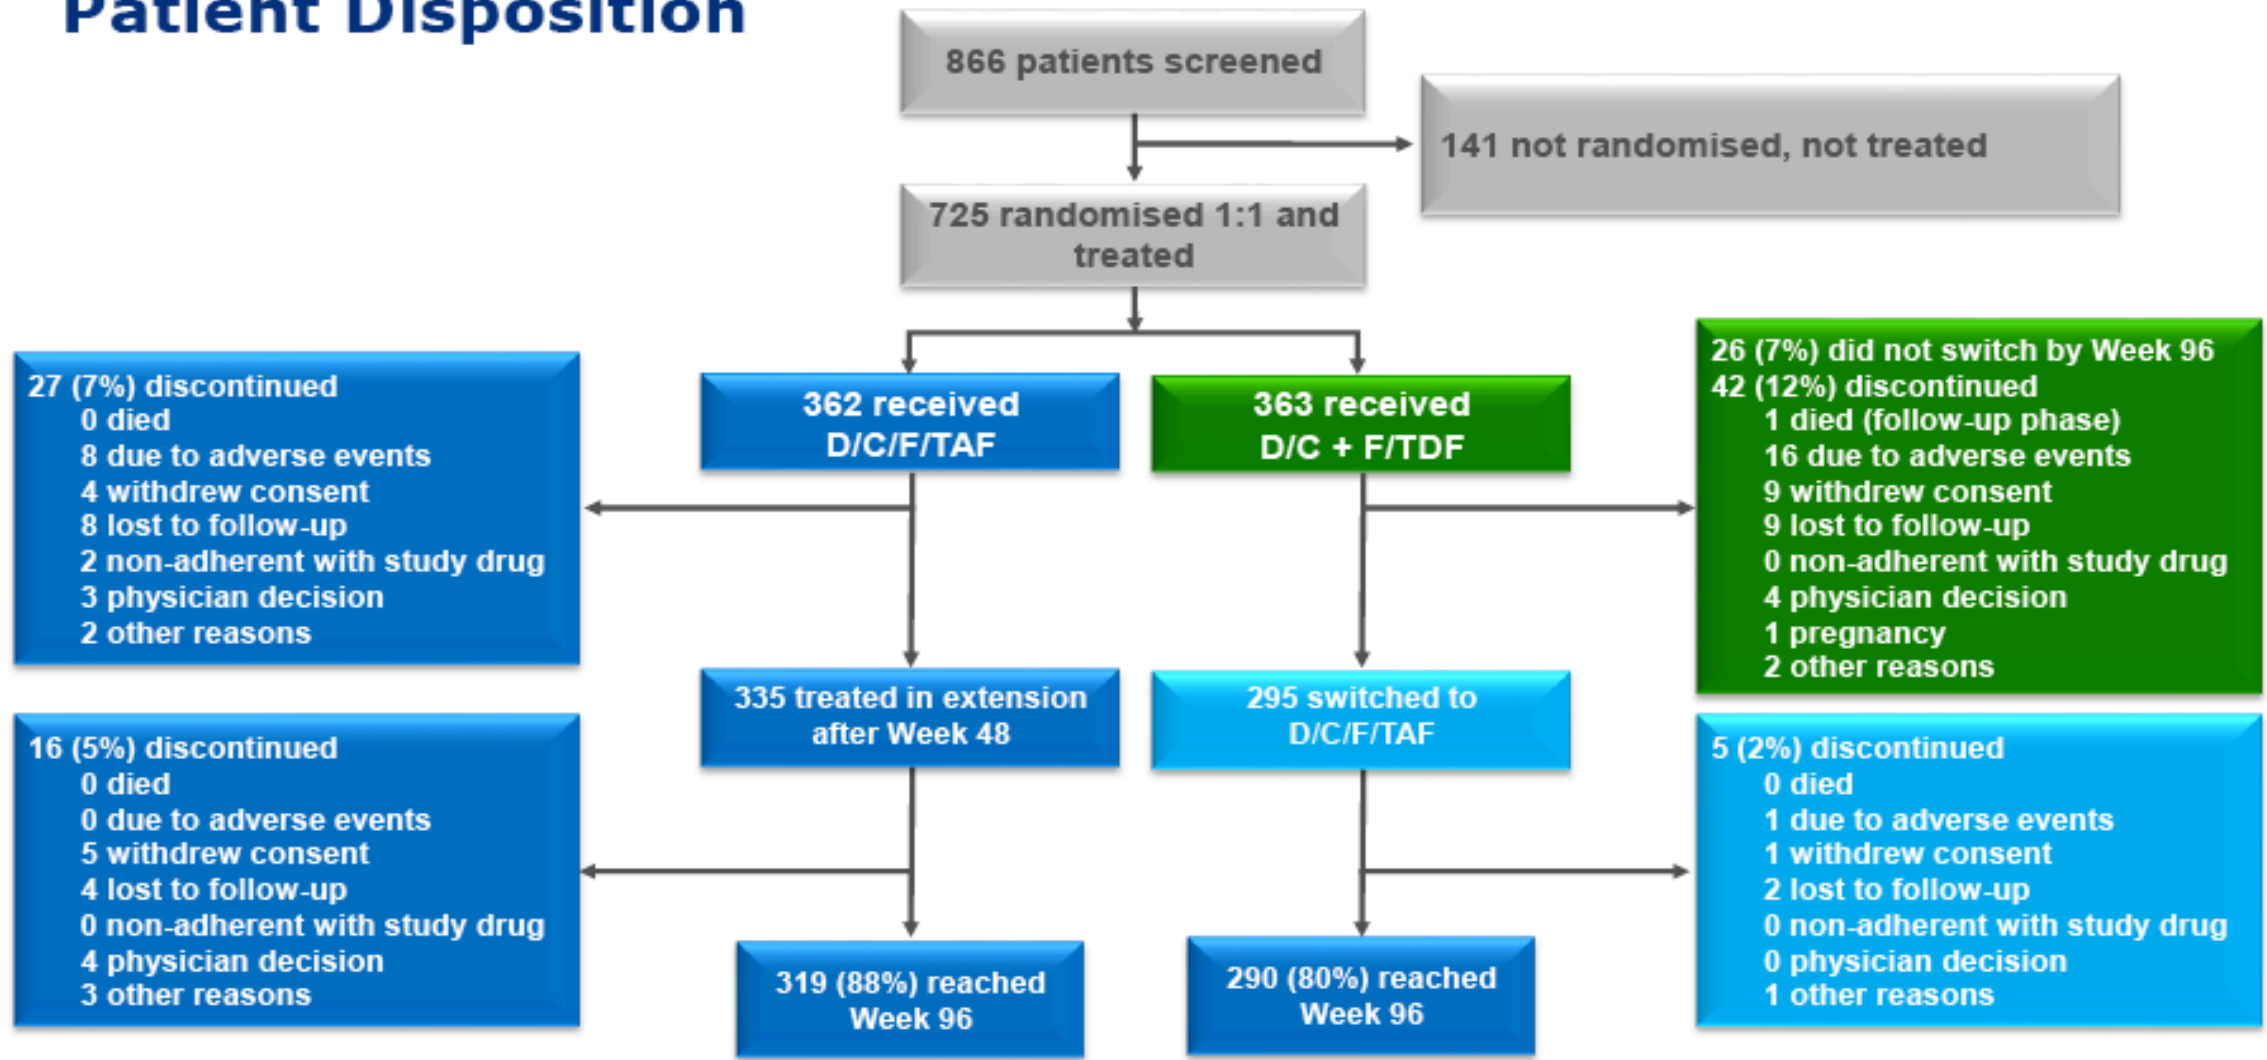 Patient Disposition
866 patients screened
141 not randomised, not treated
725 randomised 1:1 and
treated
362 received
D/C/F/TAF
363 received
D/C + F/TDF
27 (7%) discontinued
0 died
8 due to adverse events
4 withdrew consent
8 lost to follow-up
2 non-adherent with study drug
3 physician decision
2 other reasons
26 (7%) did not switch by Week 96
42 (12%) discontinued
1 died (follow-up phase)
16 due to adverse events
9 withdrew consent
9 lost to follow-up
0 non-adherent with study drug
4 physician decision
1 pregnancy
2 other reasons
335 treated in extension
after Week 48
295 switched to
D/C/F/TAF
16 (5%) discontinued
0 died
0 due to adverse events
5 withdrew consent
4 lost to follow-up
0 non-adherent with study drug
4 physician decision
3 other reasons
5 (2%) discontinued
0 died
1 due to adverse events
1 withdrew consent
2 lost to follow-up
0 non-adherent with study drug
0 physician decision
1 other reasons
319 (88%) reached
Week 96
290 (80%) reached
Week 96